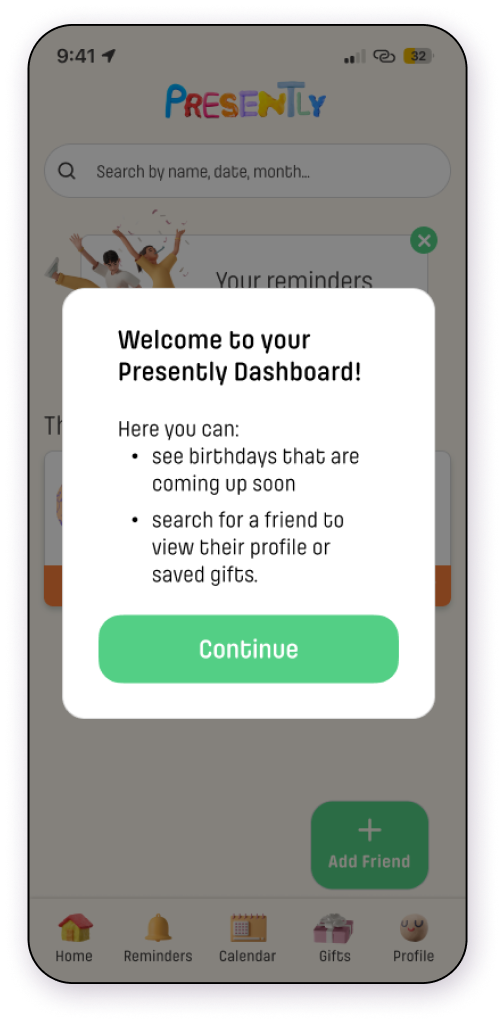 9:41
32
PRESENTLY
Search by name, date, month...
Your reminders
Welcome to your
Presently Dashboard!
Here you can:
• see birthdays that are
coming up soon
• search for a friend to
view their profile or
saved gifts.
Continue
Add Friend
Home Reminders Calendar Gifts Profile